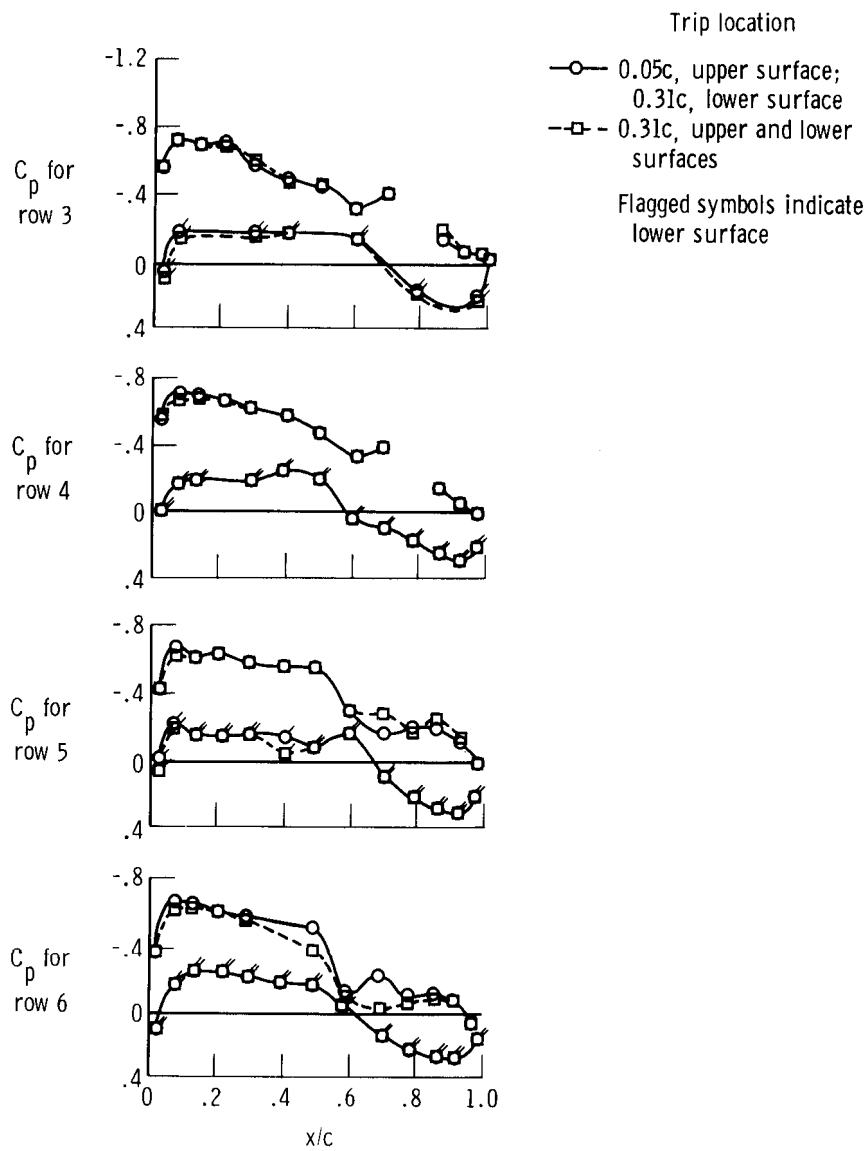 Trip location
0.05c, upper surface;
0.31c, lower surface
0.31c, upper and lower
surfaces
Flagged symbols indicate
lower surface
-1.2
-.8
-.4
0
.4
C_p for
row 3
-.8
-.4
0
.4
C_p for
row 4
-.8
-.4
0
.4
C_p for
row 5
-.8
-.4
0
.4
C_p for
row 6
0 .2 .4 .6 .8 1.0
x/c